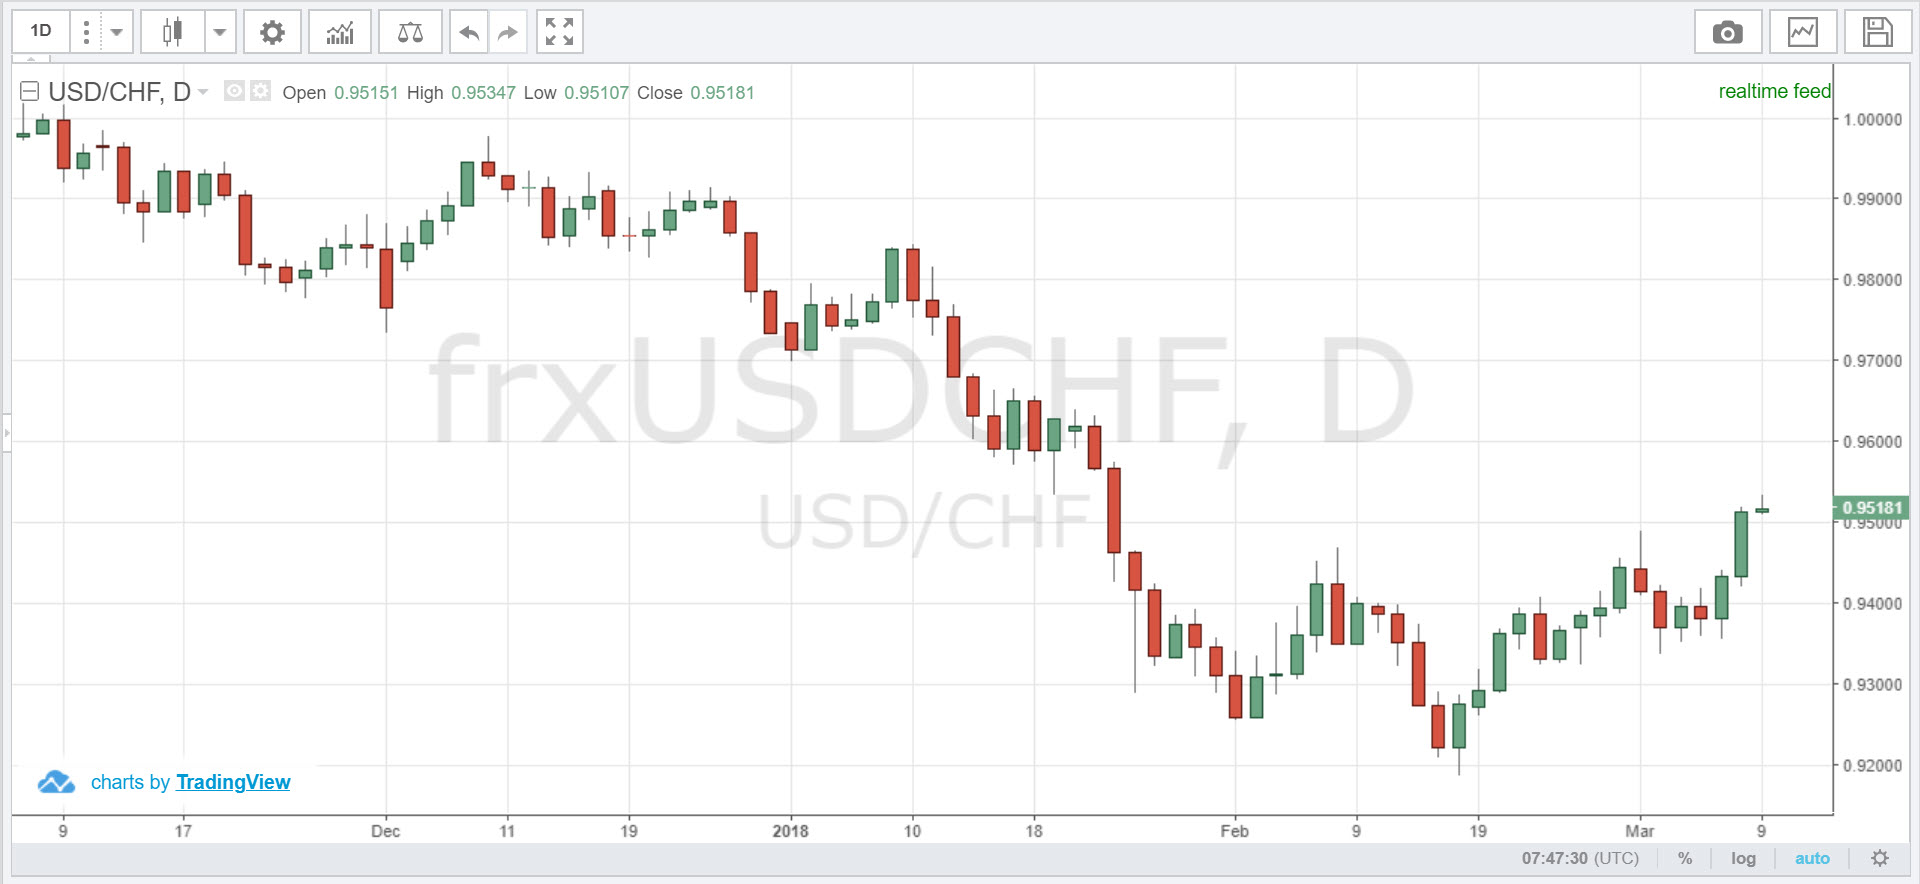 1D
USD/CHF, D Open 0.95151 High 0.95347 Low 0.95107 Close 0.95181
realtime feed
1.00000
0.99000
0.98000
0.97000
0.96000
0.95181
0.95000
0.94000
0.93000
0.92000
frxUSDCHF, D
USD/CHF
charts by TradingView
9 17 Dec 11 19 2018 10 18 Feb 9 19 Mar 9
07:47:30 (UTC) % log auto